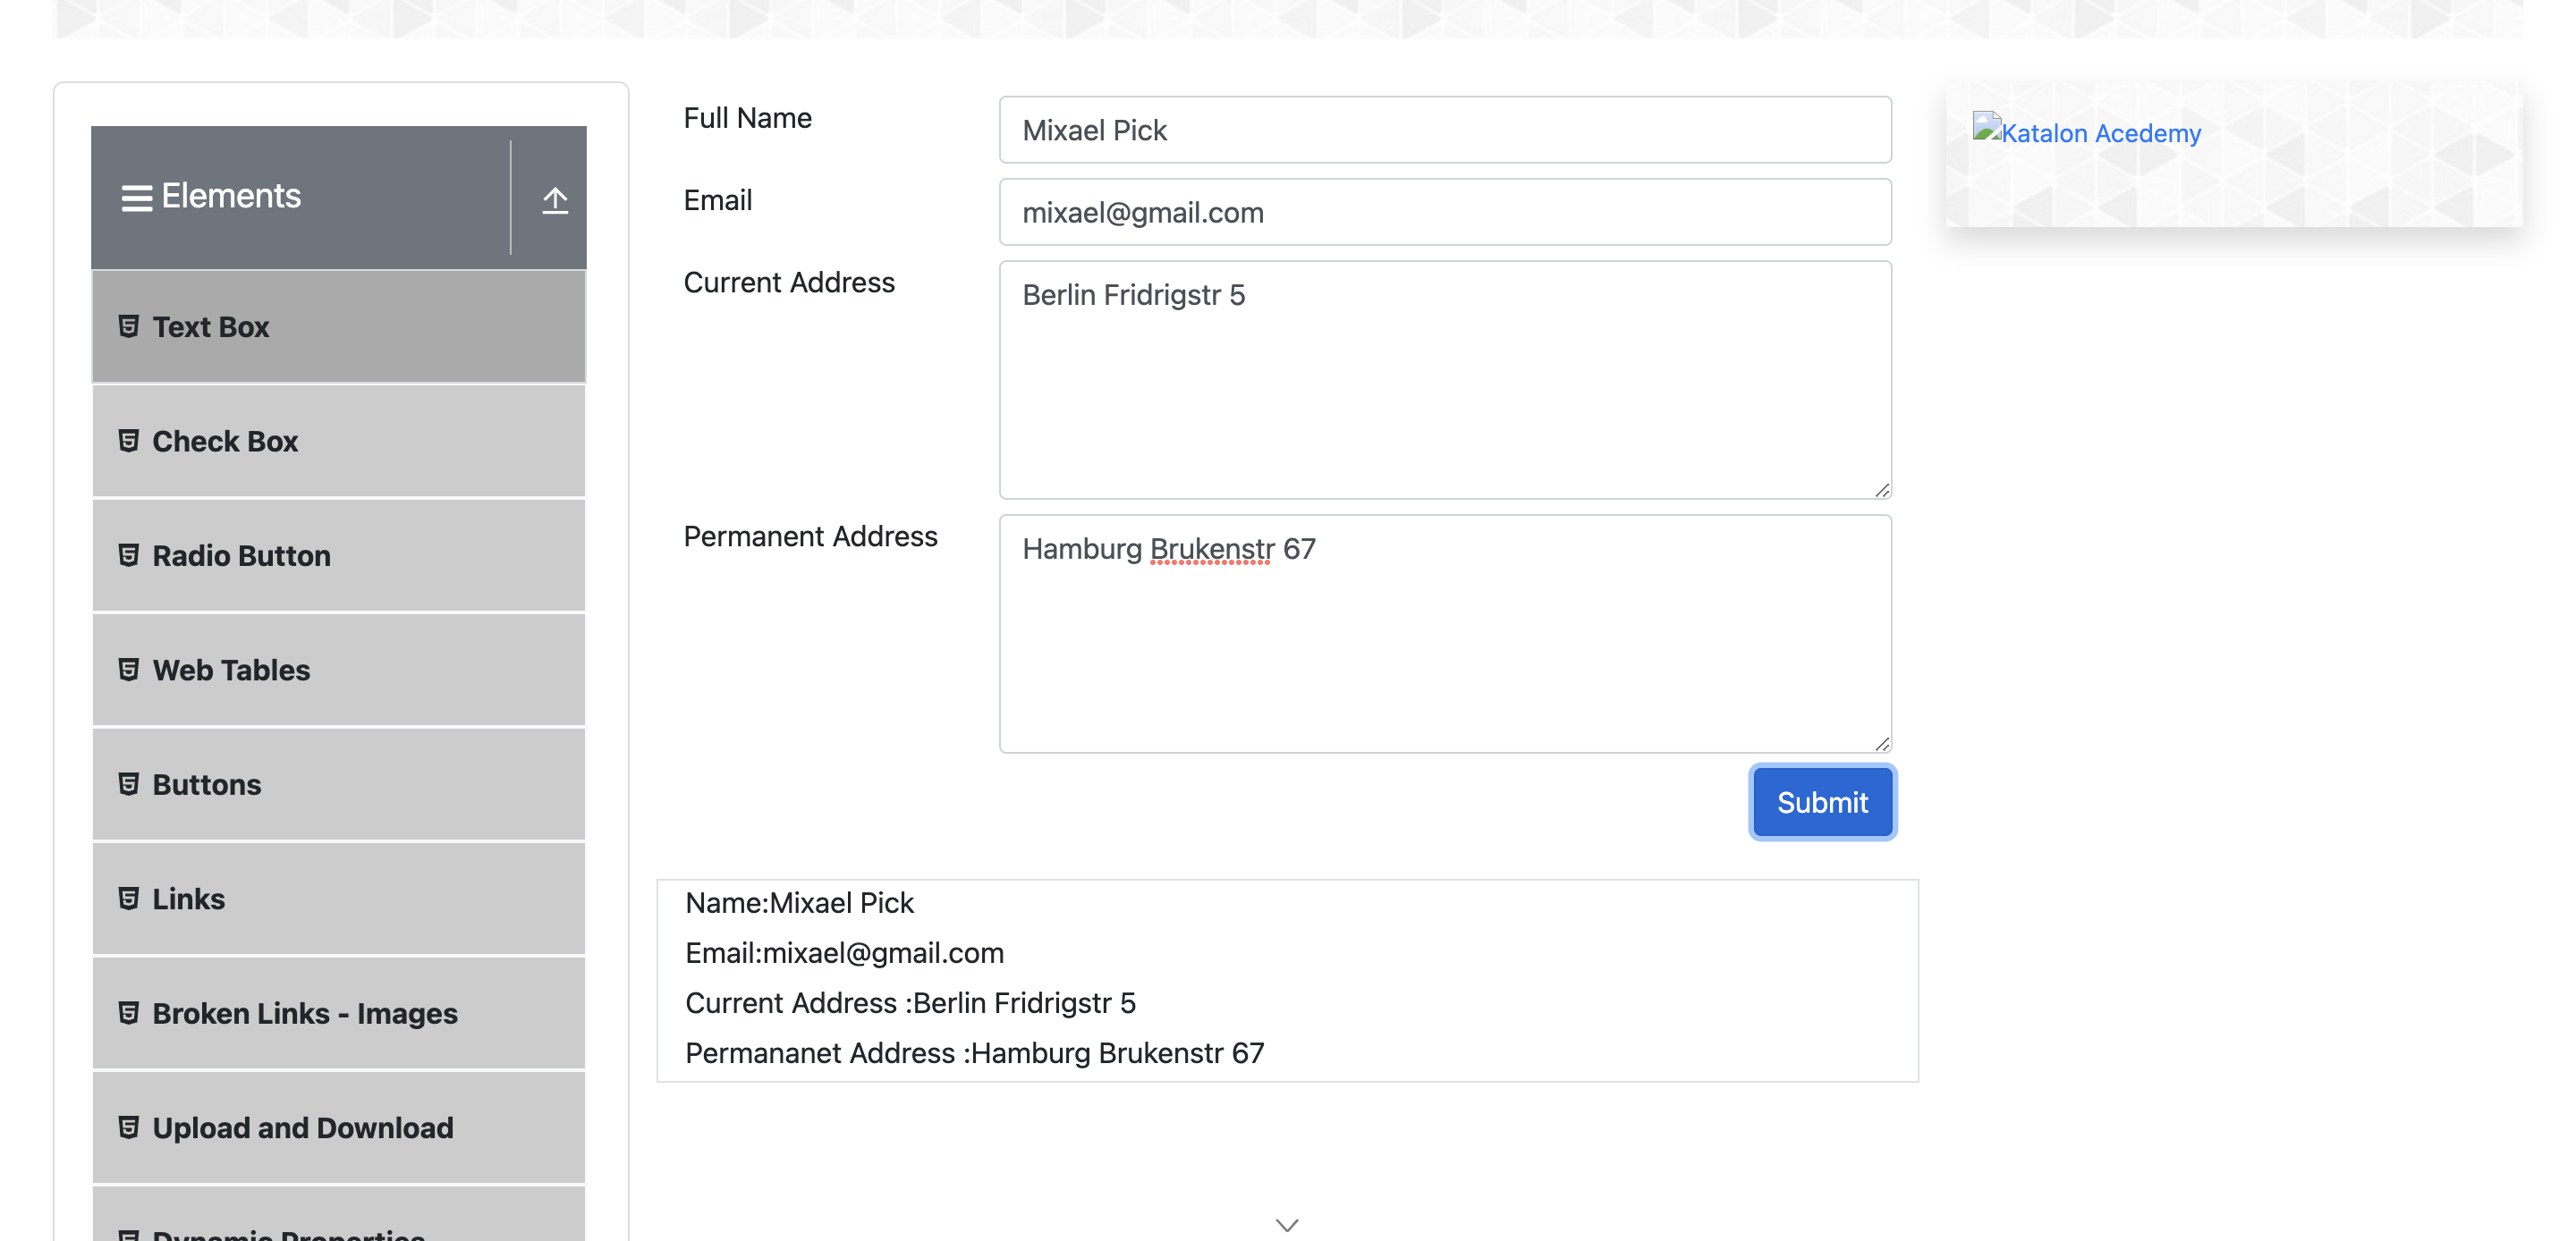 Elements
Text Box
Check Box
Radio Button
Web Tables
Buttons
Links
Broken Links - Images
Upload and Download
Dynamic Properties
Full Name
Mixael Pick
Email
mixael@gmail.com
Current Address
Berlin Fridrigstr 5
Permanent Address
Hamburg Brukenstr 67
Submit
Name:Mixael Pick
Email:mixael@gmail.com
Current Address :Berlin Fridrigstr 5
Permananet Address :Hamburg Brukenstr 67
Katalon Acedemy